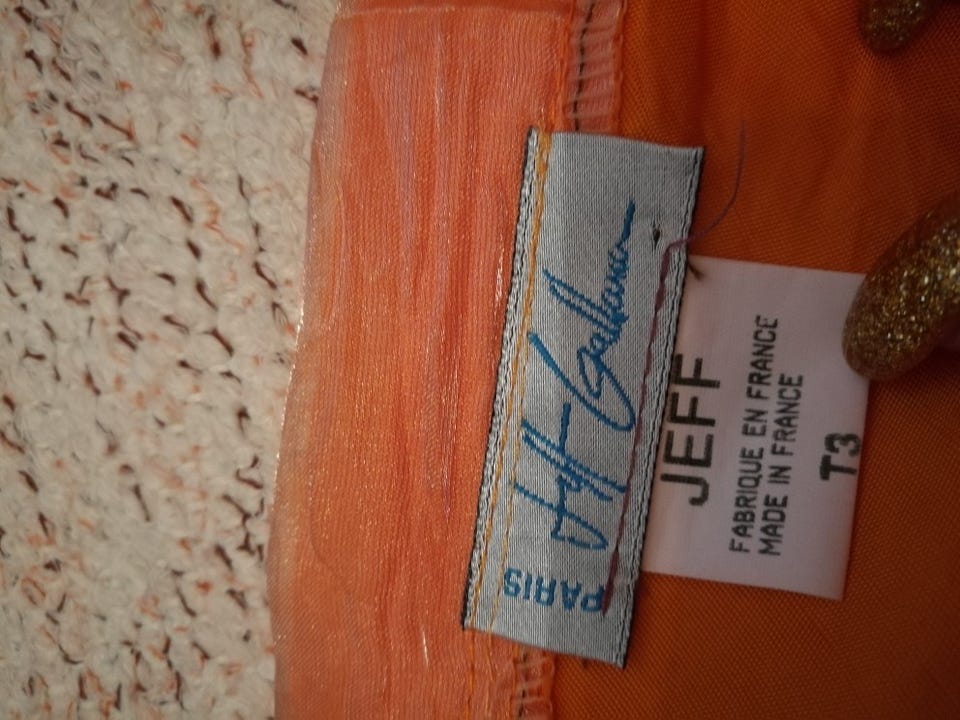 PARIS
Jeff Gallano
JEFF
FABRIQUE EN FRANCE
MADE IN FRANCE
T3